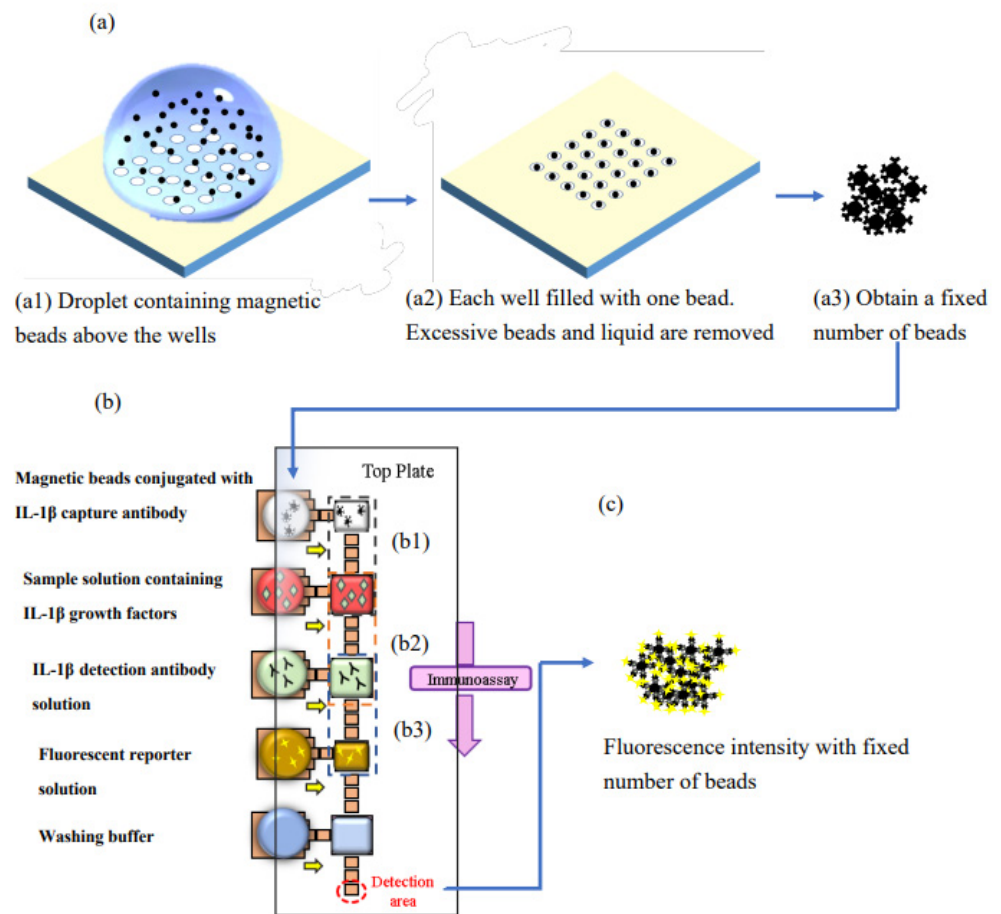 (a)
(a1) Droplet containing magnetic
beads above the wells
(a2) Each well filled with one bead.
Excessive beads and liquid are removed
(a3) Obtain a fixed
number of beads
(b)
Top Plate
Magnetic beads conjugated with
IL-1β capture antibody
(b1)
Sample solution containing
IL-1β growth factors
(b2)
IL-1β detection antibody
solution
Immunoassay
(b3)
Fluorescent reporter
solution
Washing buffer
Detection
area
(c)
Fluorescence intensity with fixed
number of beads